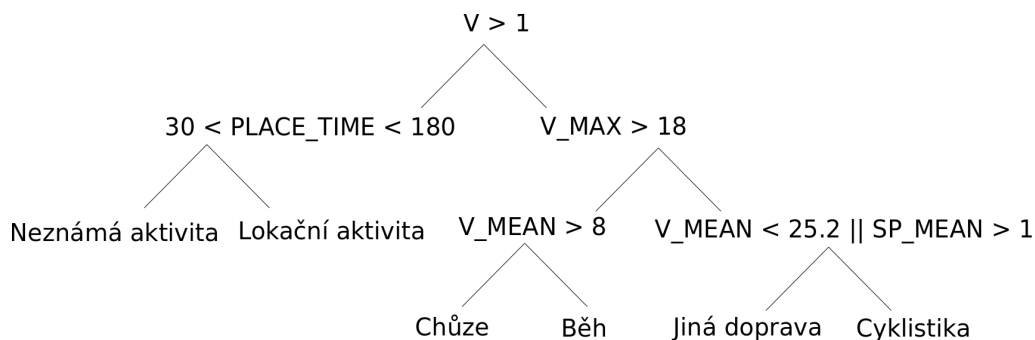 V > 1
30 < PLACE_TIME < 180
V_MAX > 18
Neznámá aktivita
Lokační aktivita
V_MEAN > 8
V_MEAN < 25.2 || SP_MEAN > 1
Chůze
Běh
Jiná doprava
Cyklistika